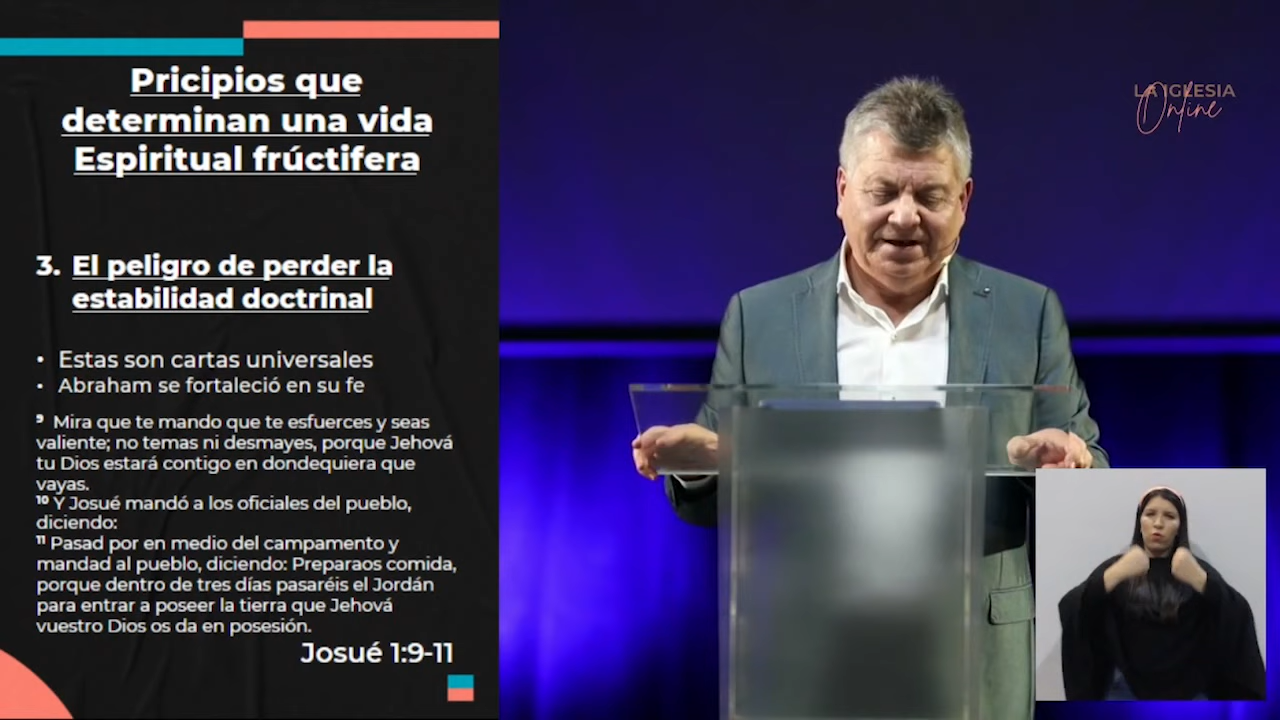 Pricipios que
determinan una vida
Espiritual frúctifera
3. El peligro de perder la
estabilidad doctrinal
• Estas son cartas universales
• Abraham se fortaleció en su fe
⁹ Mira que te mando que te esfuerces y seas
valiente; no temas ni desmayes, porque Jehová
tu Dios estará contigo en dondequiera que
vayas.
¹⁰ Y Josué mandó a los oficiales del pueblo,
diciendo:
¹¹ Pasad por en medio del campamento y
mandad al pueblo, diciendo: Preparaos comida,
porque dentro de tres días pasaréis el Jordán
para entrar a poseer la tierra que Jehová
vuestro Dios os da en posesión.
Josué 1:9-11
LA IGLESIA
Online